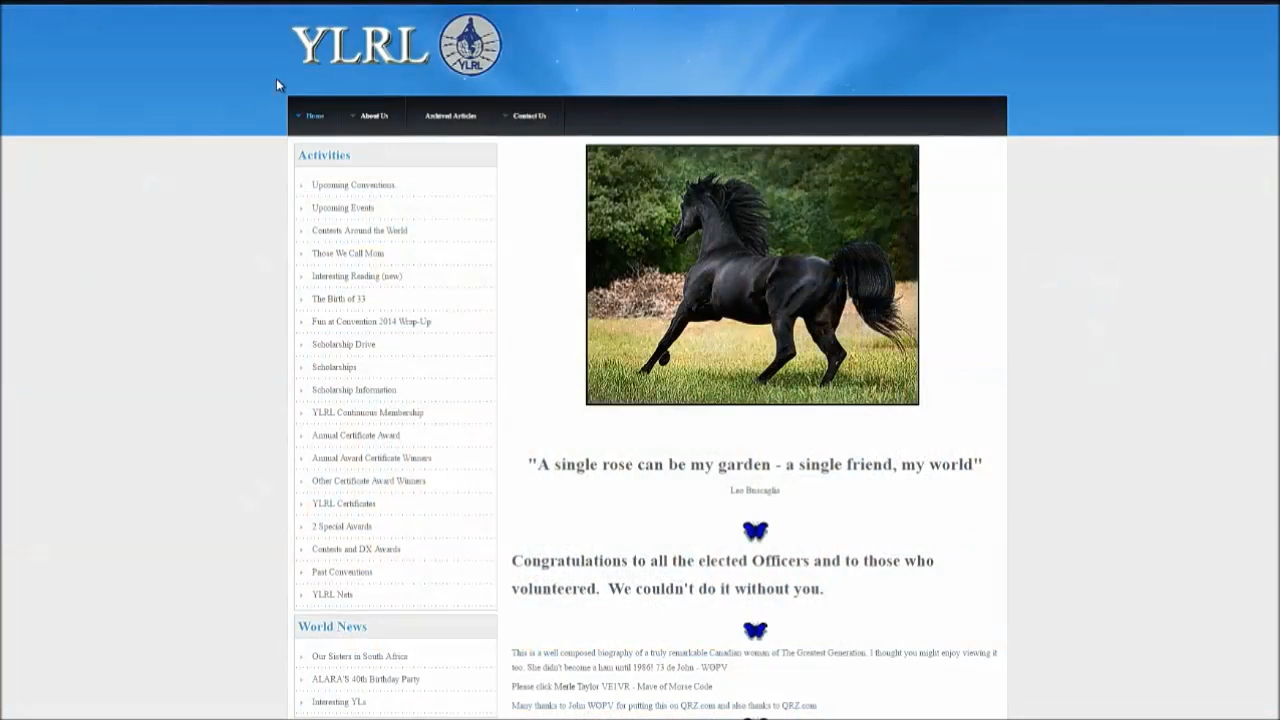 YLRL
YLRL
Home
About Us
Archived Articles
Contact Us
Activities
Upcoming Conventions
Upcoming Events
Contests Around the World
Those We Call Mom
Interesting Reading (new)
The Birth of 33
Fun at Convention 2014 Wrap-Up
Scholarship Drive
Scholarships
Scholarship Information
YLRL Continuous Membership
Annual Certificate Award
Annual Award Certificate Winners
Other Certificate Award Winners
YLRL Certificates
2 Special Awards
Contests and DX Awards
Past Conventions
YLRL Nets
World News
Our Sisters in South Africa
ALARA'S 40th Birthday Party
Interesting YLs
"A single rose can be my garden - a single friend, my world"
Leo Buscaglia
Congratulations to all the elected Officers and to those who
volunteered. We couldn't do it without you.
This is a well composed biography of a truly remarkable Canadian woman of The Greatest Generation. I thought you might enjoy viewing it
too. She didn't become a ham until 1986! 73 de John - W0PV
Please click Merle Taylor VE1VR - Mave of Morse Code
Many thanks to John W0PV for putting this on QRZ.com and also thanks to QRZ.com